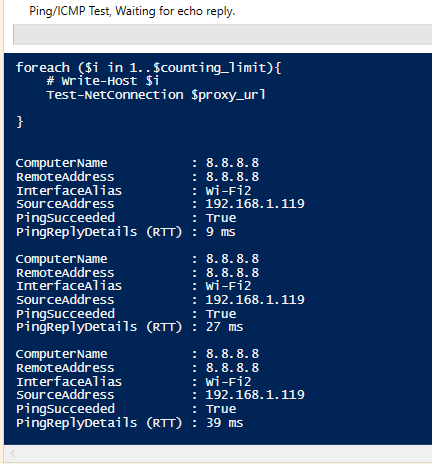 Ping/ICMP Test, Waiting for echo reply.
foreach ($i in 1..$counting_limit){
    # Write-Host $i
    Test-NetConnection $proxy_url
}
ComputerName           : 8.8.8.8
RemoteAddress          : 8.8.8.8
InterfaceAlias         : Wi-Fi2
SourceAddress          : 192.168.1.119
PingSucceeded          : True
PingReplyDetails (RTT) : 9 ms
ComputerName           : 8.8.8.8
RemoteAddress          : 8.8.8.8
InterfaceAlias         : Wi-Fi2
SourceAddress          : 192.168.1.119
PingSucceeded          : True
PingReplyDetails (RTT) : 27 ms
ComputerName           : 8.8.8.8
RemoteAddress          : 8.8.8.8
InterfaceAlias         : Wi-Fi2
SourceAddress          : 192.168.1.119
PingSucceeded          : True
PingReplyDetails (RTT) : 39 ms